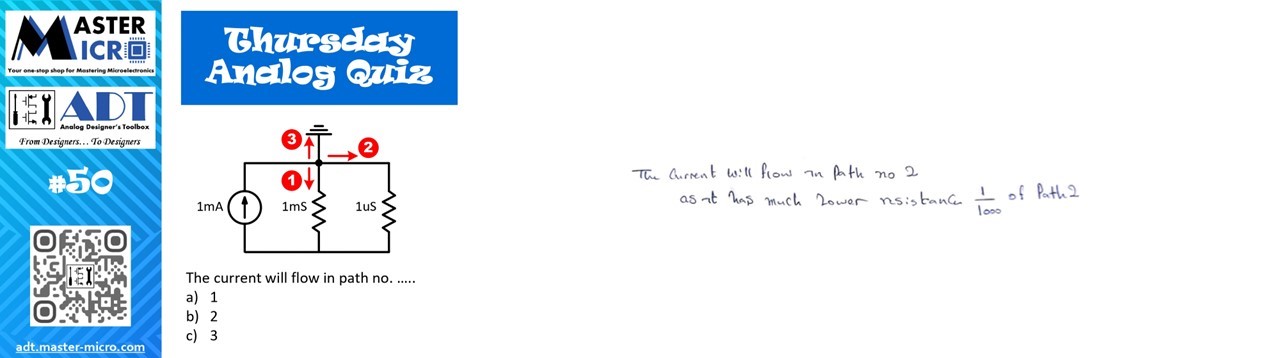 MASTER
MICRO
Your one-stop shop for Mastering Microelectronics
ADT
Analog Designer's Toolbox
From Designers... To Designers
#50
adt.master-micro.com
Thursday
Analog Quiz
3
2
1
1mA
1mS
1uS
The current will flow in path no. .....
a) 1
b) 2
c) 3
The Current will flow in Path no 2
as it has much Lower resistance 1/1000 of Path2